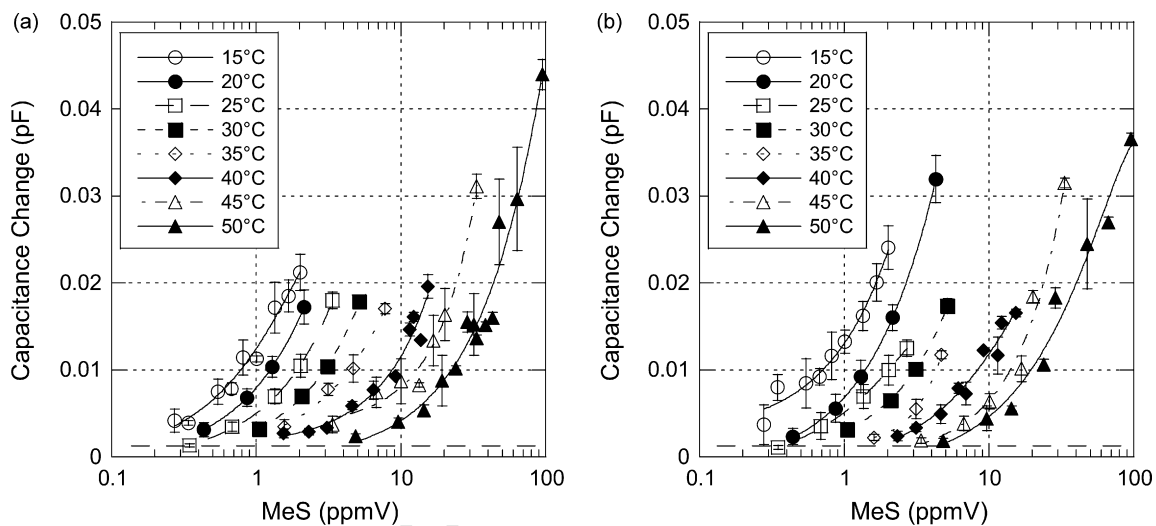 (a)
0.05
0.04
0.03
0.02
0.01
0
Capacitance Change (pF)
15°C
20°C
25°C
30°C
35°C
40°C
45°C
50°C
0.1
1
10
100
MeS (ppmV)
(b)
0.05
0.04
0.03
0.02
0.01
0
Capacitance Change (pF)
15°C
20°C
25°C
30°C
35°C
40°C
45°C
50°C
0.1
1
10
100
MeS (ppmV)